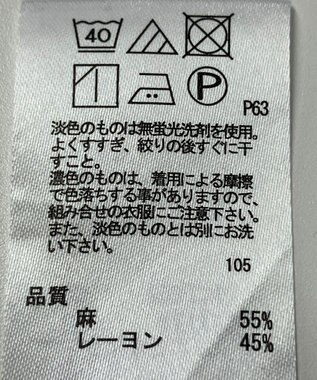 40
P
P63
淡色のものは無蛍光洗剤を使用。
よくすすぎ、絞りの後すぐに干
すこと。
濃色のものは、着用による摩擦
で色落ちする事がありますので、
組み合せの衣服にご注意下さい。
また、淡色のものとは別にお洗
い下さい。
105
品質
麻 55%
レーヨン 45%